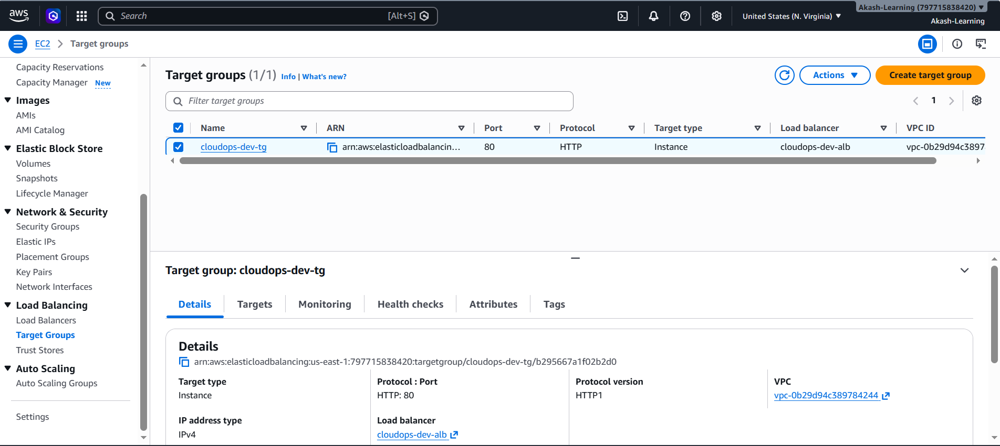 aws
Search [Alt+S]
United States (N. Virginia)
Akash-Learning (797715838420)
Akash-Learning
EC2 Target groups
Capacity Reservations
Capacity Manager New
Images
AMIs
AMI Catalog
Elastic Block Store
Volumes
Snapshots
Lifecycle Manager
Network & Security
Security Groups
Elastic IPs
Placement Groups
Key Pairs
Network Interfaces
Load Balancing
Load Balancers
Target Groups
Trust Stores
Auto Scaling
Auto Scaling Groups
Settings
Target groups (1/1) Info | What's new?
Actions
Create target group
Filter target groups
1
Name ARN Port Protocol Target type Load balancer VPC ID
cloudops-dev-tg arn:aws:elasticloadbalancin... 80 HTTP Instance cloudops-dev-alb vpc-0b29d94c3897
Target group: cloudops-dev-tg
Details Targets Monitoring Health checks Attributes Tags
Details
arn:aws:elasticloadbalancing:us-east-1:797715838420:targetgroup/cloudops-dev-tg/b295667a1f02b2d0
Target type Protocol : Port Protocol version VPC
Instance HTTP: 80 HTTP1 vpc-0b29d94c389784244
IP address type Load balancer
IPv4 cloudops-dev-alb